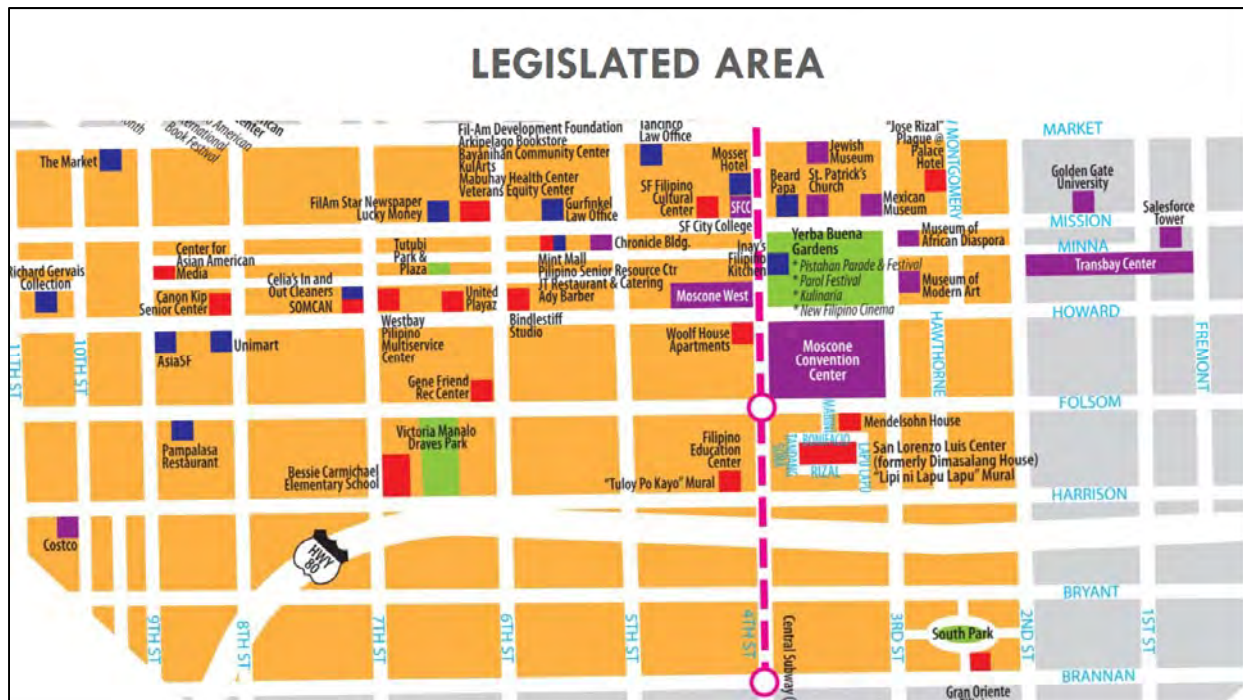 LEGISLATED AREA
American
Center
International
American
Book Festival
The Market
Fil-Am Development Foundation
Arkipelago Bookstore
Bayanihan Community Center
KulArts
Mabuhay Health Center
Veterans Equity Center
FilAm Star Newspaper
Lucky Money
Gurfinkel
Law Office
Tancinco
Law Office
Mosser
Hotel
SF Filipino
Cultural
Center
SFCC
SF City College
Jewish
Museum
Beard
Papa
St. Patrick's
Church
"Jose Rizal"
Plaque @
Palace
Hotel
Mexican
Museum
/ MONTGOMERY
MARKET
Golden Gate
University
MISSION
Salesforce
Tower
MINNA
Transbay Center
Richard Gervais
Collection
Center for
Asian American
Media
Canon Kip
Senior Center
Celia's In and
Out Cleaners
SOMCAN
Tutubi
Park &
Plaza
United
Playaz
Chronicle Bldg.
Mint Mall
Pilipino Senior Resource Ctr
JT Restaurant & Catering
Ady Barber
Inay's
Filipino
Kitchen
Moscone West
Yerba Buena
Gardens
* Pistahan Parade & Festival
* Parol Festival
* Kulinaria
* New Filipino Cinema
Museum of
African Diaspora
Museum of
Modern Art
HOWARD
11TH ST
10TH ST
AsiaSF
Unimart
Westbay
Pilipino
Multiservice
Center
Bindlestiff
Studio
Woolf House
Apartments
Moscone
Convention
Center
HAWTHORNE
FREMONT
Gene Friend
Rec Center
FOLSOM
Pampalasa
Restaurant
Bessie Carmichael
Elementary School
Victoria Manalo
Draves Park
Filipino
Education
Center
"Tuloy Po Kayo" Mural
BONIFACIO
RIZAL
LAPU LAPU
Mendelsohn House
San Lorenzo Luis Center
(formerly Dimasalang House)
"Lipi ni Lapu Lapu" Mural
HARRISON
Costco
HWY
80
BRYANT
9TH ST
8TH ST
7TH ST
6TH ST
5TH ST
4TH ST
Central Subway (
3RD ST
South Park
2ND ST
1ST ST
BRANNAN
Gran Oriente